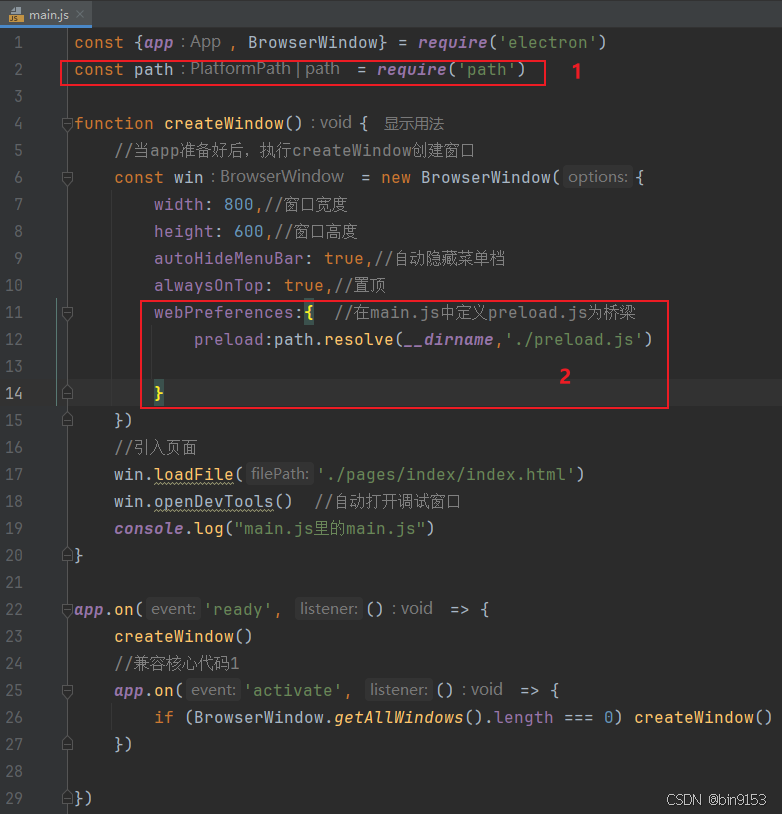 main.js
1 const {app : App , BrowserWindow} = require('electron')
2 const path : PlatformPath | path = require('path') 1
3
4 function createWindow() : void { 显示用法
5 //当app准备好后，执行createWindow创建窗口
6 const win : BrowserWindow = new BrowserWindow( options: {
7 width: 800,//窗口宽度
8 height: 600,//窗口高度
9 autoHideMenuBar: true,//自动隐藏菜单档
10 alwaysOnTop: true,//置顶
11 webPreferences:{ //在main.js中定义preload.js为桥梁
12 preload:path.resolve(__dirname,'./preload.js')
13
2
14 }
15 })
16 //引入页面
17 win.loadFile( filePath: './pages/index/index.html')
18 win.openDevTools() //自动打开调试窗口
19 console.log("main.js里的main.js")
20 }
21
22 app.on( event: 'ready', listener: () : void => {
23 createWindow()
24 //兼容核心代码1
25 app.on( event: 'activate', listener: () : void => {
26 if (BrowserWindow.getAllWindows().length === 0) createWindow()
27 })
28
29 })
CSDN @bin9153